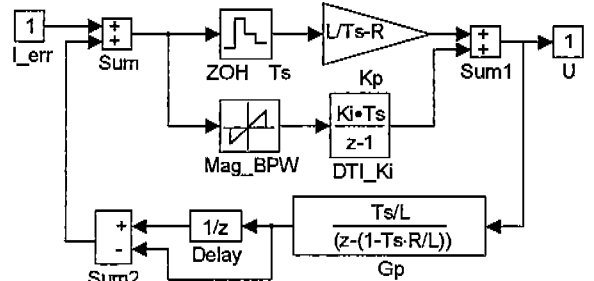 1
I_err
+
+
Sum
ZOH Ts
L/Ts-R
Kp
+
+
Sum1
1
U
Mag_BPW
Ki•Ts
z-1
DTI_Ki
+
-
Sum2
1/z
Delay
Ts/L
(z-(1-Ts·R/L))
Gp